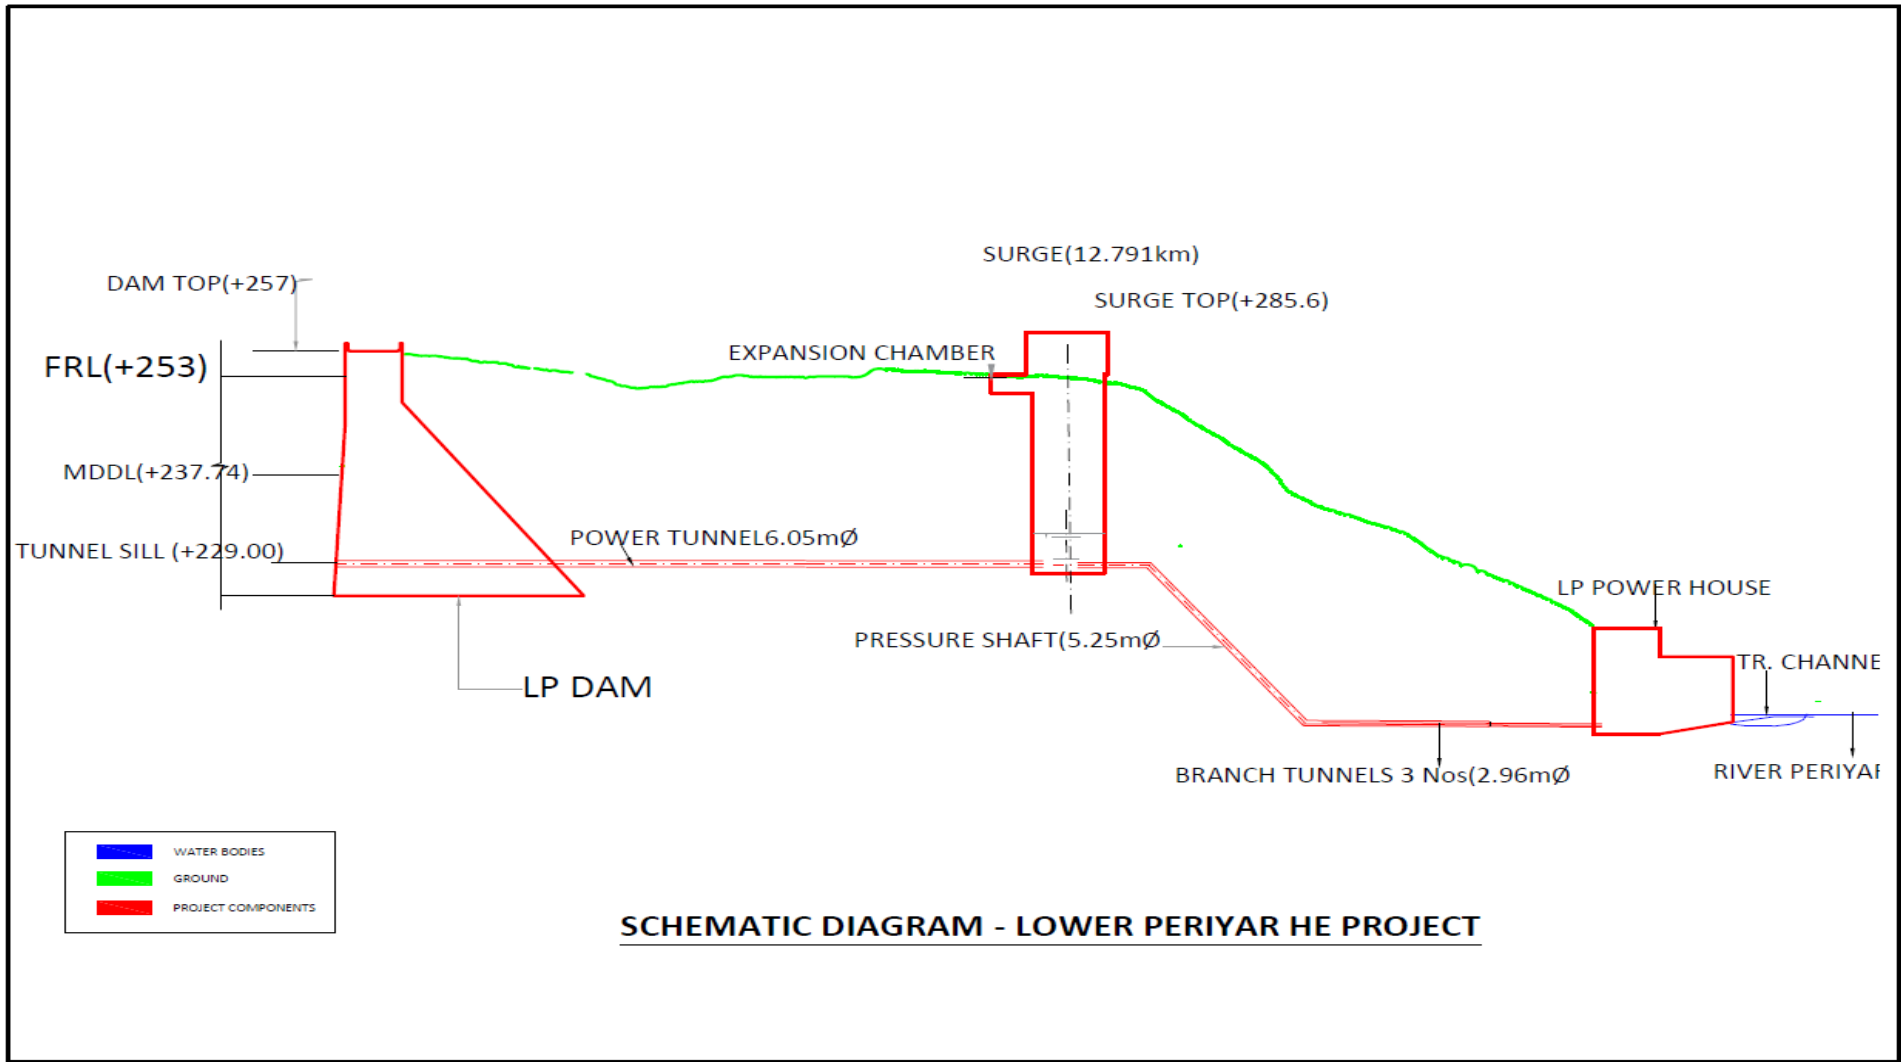 SURGE(12.791km)
DAM TOP(+257)
SURGE TOP(+285.6)
EXPANSION CHAMBER
FRL(+253)
MDDL(+237.74)
POWER TUNNEL6.05mØ
TUNNEL SILL (+229.00)
LP POWER HOUSE
PRESSURE SHAFT(5.25mØ
TR. CHANNE
LP DAM
BRANCH TUNNELS 3 Nos(2.96mØ
RIVER PERIYAR
WATER BODIES
GROUND
PROJECT COMPONENTS
SCHEMATIC DIAGRAM - LOWER PERIYAR HE PROJECT